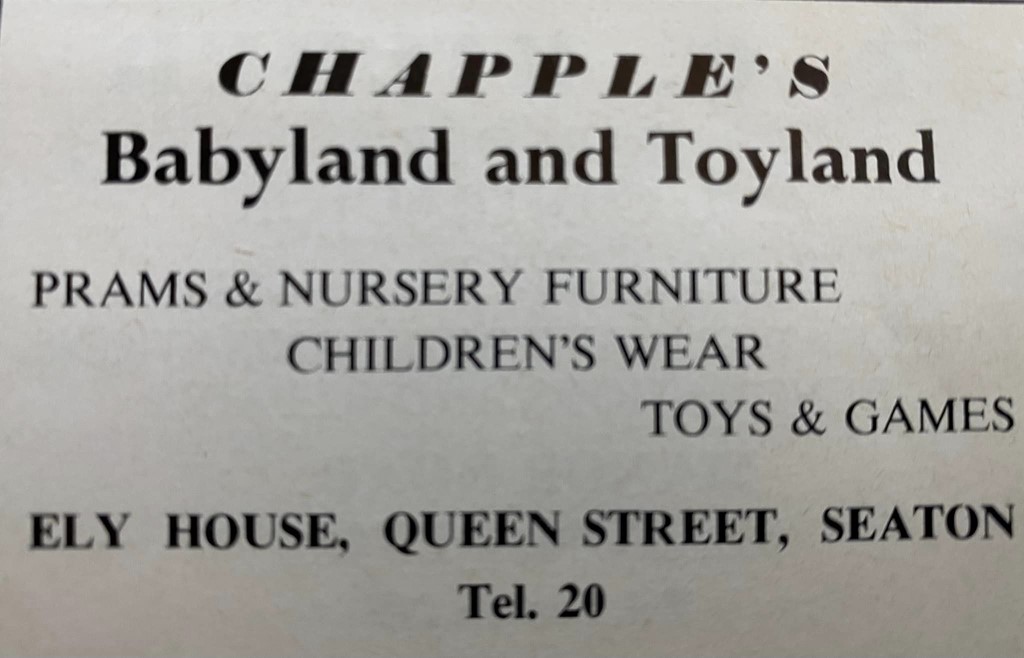 CHAPPLE'S
Babyland and Toyland
PRAMS & NURSERY FURNITURE
CHILDREN'S WEAR
TOYS & GAMES
ELY HOUSE, QUEEN STREET, SEATON
Tel. 20